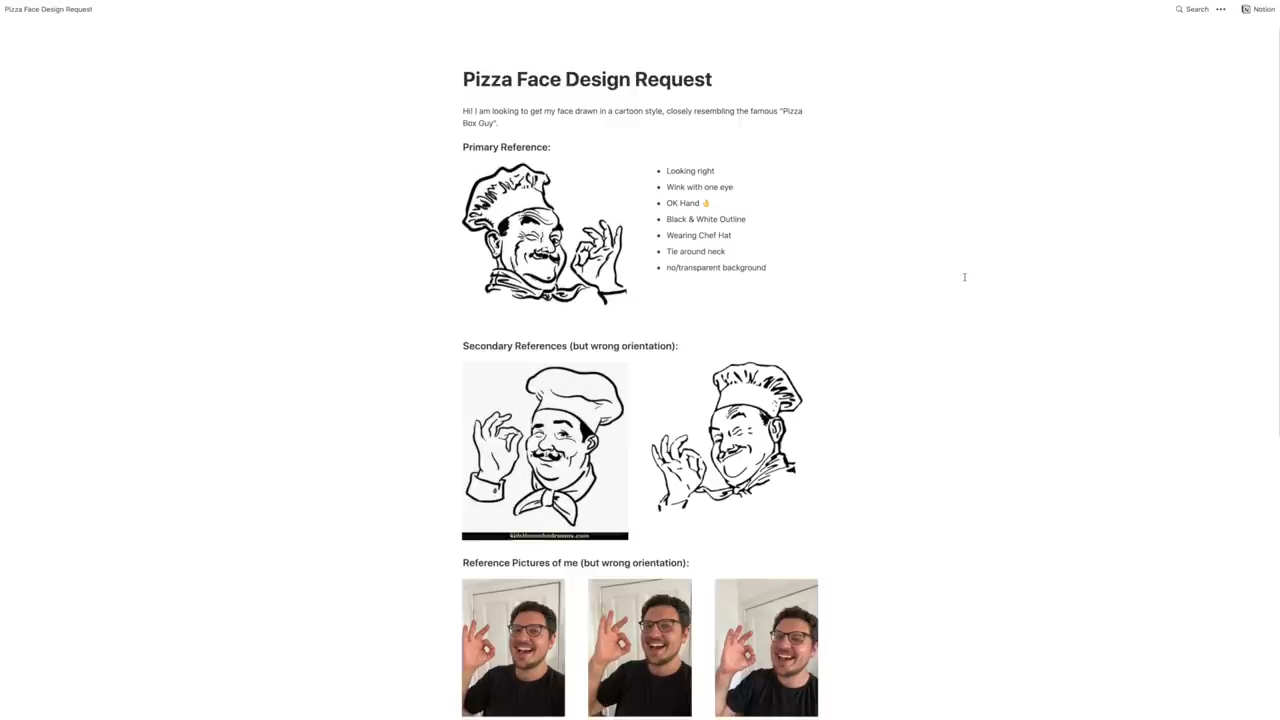 Pizza Face Design Request
Search
Notion
Pizza Face Design Request
Hi! I am looking to get my face drawn in a cartoon style, closely resembling the famous "Pizza
Box Guy".
Primary Reference:
Looking right
Wink with one eye
OK Hand 👌
Black & White Outline
Wearing Chef Hat
Tie around neck
no/transparent background
Secondary References (but wrong orientation):
Reference Pictures of me (but wrong orientation):